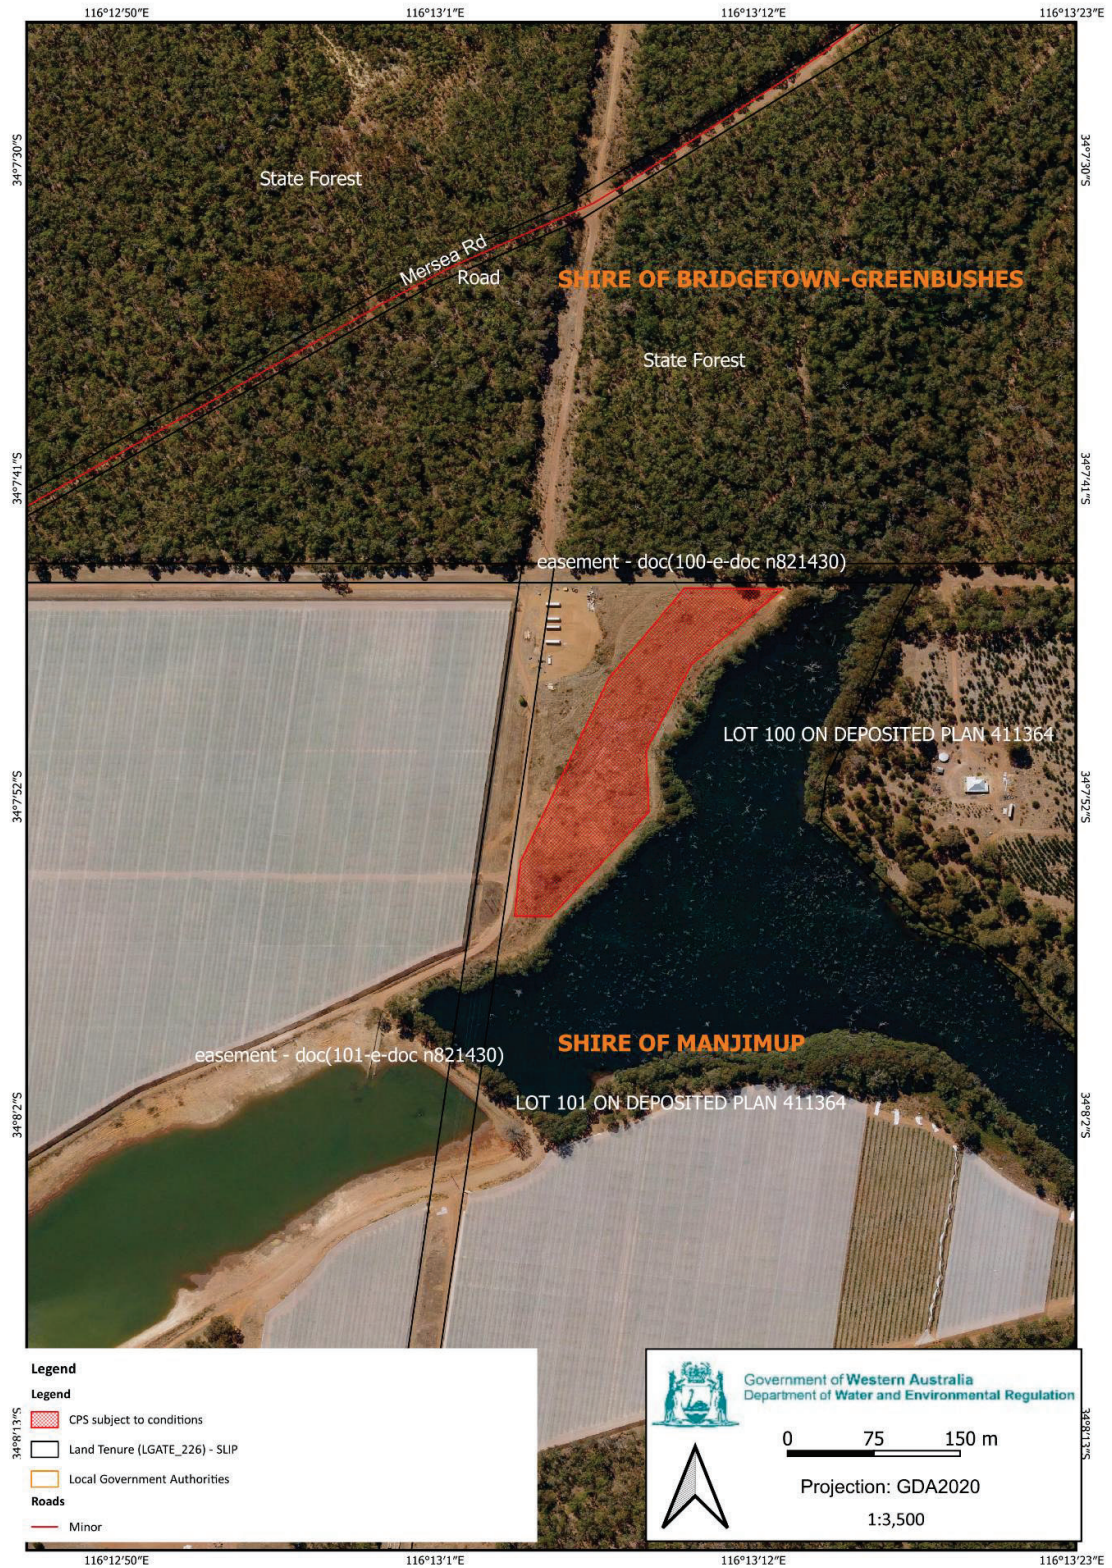 116°12'50"E 116°13'1"E 116°13'12"E 116°13'23"E
34°7'30"S 34°7'30"S
State Forest
Mersea Rd
Road
SHIRE OF BRIDGETOWN-GREENBUSHES
State Forest
34°7'41"S 34°7'41"S
easement - doc(100-e-doc n821430)
LOT 100 ON DEPOSITED PLAN 411364
34°7'52"S 34°7'52"S
SHIRE OF MANJIMUP
easement - doc(101-e-doc n821430)
LOT 101 ON DEPOSITED PLAN 411364
34°8'2"S 34°8'2"S
Legend
Legend
CPS subject to conditions
Land Tenure (LGATE_226) - SLIP
Local Government Authorities
Roads
Minor
Government of Western Australia
Department of Water and Environmental Regulation
0 75 150 m
Projection: GDA2020
1:3,500
34°8'13"S 34°8'13"S
116°12'50"E 116°13'1"E 116°13'12"E 116°13'23"E